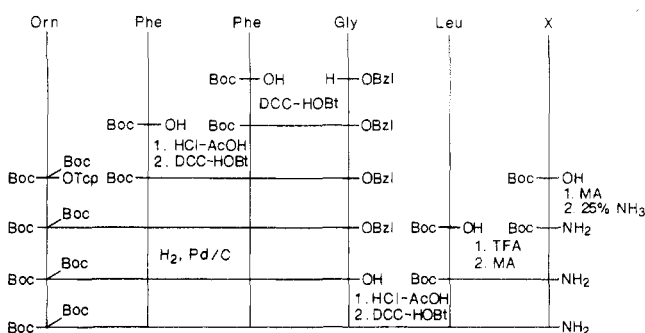 Orn Phe Phe Gly Leu X
Boc OH H OBzl
DCC-HOBt
Boc OH Boc OBzl
1. HCl-AcOH
2. DCC-HOBt
Boc
Boc OTcp Boc OBzl Boc OH
1. MA
2. 25% NH3
Boc
Boc OBzl Boc OH Boc NH2
H2, Pd/C
1. TFA
2. MA
Boc
Boc OH Boc NH2
1. HCl-AcOH
2. DCC-HOBt
Boc
Boc NH2